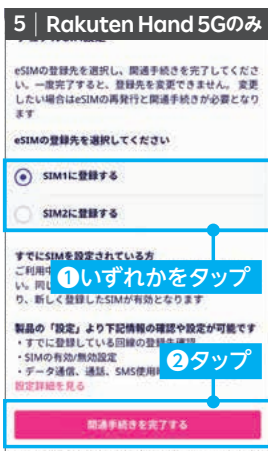 5 | Rakuten Hand 5Gのみ
eSIMの登録先を選択し、開通手続きを完了してくださ
い。一度完了すると、登録先を変更できません。変更
したい場合はeSIMの再発行と開通手続きが必要となり
ます
eSIMの登録先を選択してください
SIM1に登録する
SIM2に登録する
すでにSIMを設定されている方
ご利用中
❶いずれかをタップ
い。同じ
り、新しく登録したSIMが有効となります
製品の「設定」より下記情報の確認や設定が可能です
・すでに登録している回線の登録先確認
・SIMの有効/無効設定
❷タップ
・データ通信、通話、SMS使用時
設定詳細を見る
開通手続きを完了する